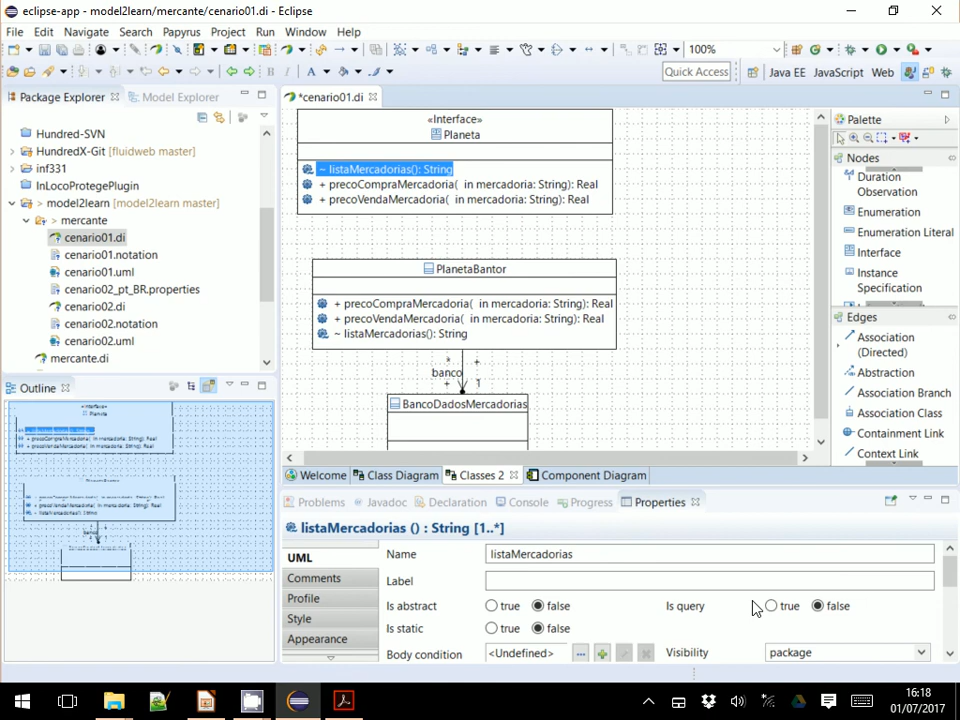 eclipse-app - model2learn/mercante/cenario01.di - Eclipse
File Edit Navigate Search Papyrus Project Run Window Help
100%
Quick Access Java EE JavaScript Web
Package Explorer Model Explorer
Hundred-SVN
HundredX-Git (fluidweb master)
inf331
InLocoProtegePlugin
> model2learn [model2learn master]
> mercante
cenario01.di
cenario01.notation
cenario01.uml
cenario02_pt_BR.properties
cenario02.di
cenario02.notation
cenario02.uml
mercante.di
Outline
*cenario01.di
«Interface»
Planeta
~ listaMercadorias(): String
+ precoCompraMercadoria( in mercadoria: String): Real
+ precoVendaMercadoria( in mercadoria: String): Real
PlanetaBantor
+ precoCompraMercadoria( in mercadoria: String): Real
+ precoVendaMercadoria( in mercadoria: String): Real
~ listaMercadorias(): String
* +
banco
+ 1
BancoDadosMercadorias
Palette
Nodes
Duration
Observation
Enumeration
Enumeration Literal
Interface
Instance
Specification
Edges
Association
(Directed)
Abstraction
Association Branch
Association Class
Containment Link
Context Link
Welcome Class Diagram Classes 2 Component Diagram
Problems Javadoc Declaration Console Progress Properties
listaMercadorias () : String [1..*]
UML
Comments
Profile
Style
Appearance
Name listaMercadorias
Label
Is abstract true false Is query true false
Is static true false
Body condition <Undefined> Visibility package
16:18
01/07/2017